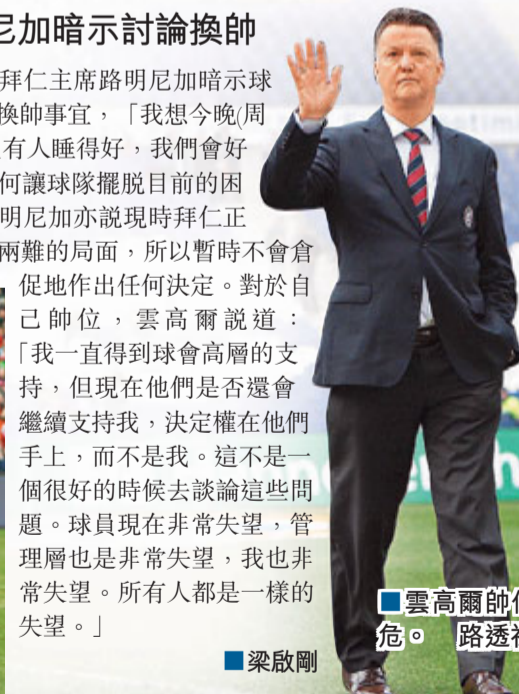 尼加暗示討論換帥
拜仁主席路明尼加暗示球
換帥事宜，「我想今晚(周
有人睡得好，我們會好
何讓球隊擺脫目前的困
明尼加亦說現時拜仁正
兩難的局面，所以暫時不會倉
促地作出任何決定。對於自
己帥位，雲高爾說道：
「我一直得到球會高層的支
持，但現在他們是否還會
繼續支持我，決定權在他們
手上，而不是我。這不是一
個很好的時候去談論這些問
題。球員現在非常失望，管
理層也是非常失望，我也非
常失望。所有人都是一樣的
失望。」
■梁啟剛
■雲高爾帥
危。 路透